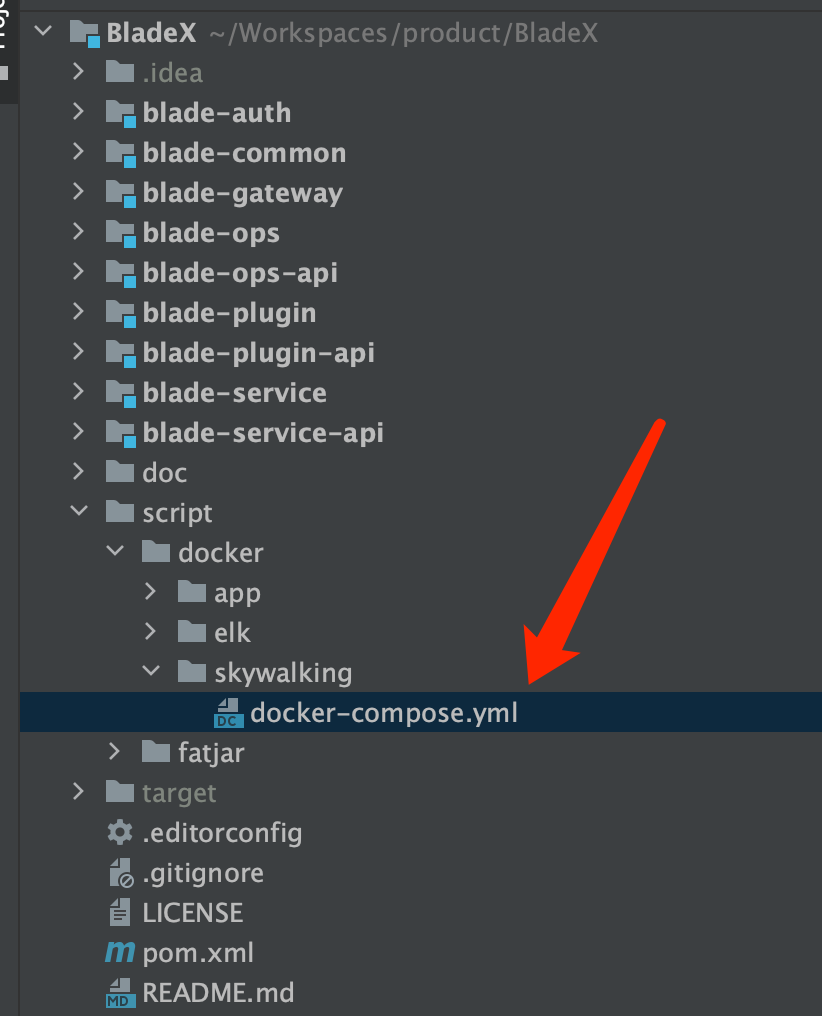 BladeX ~/Workspaces/product/BladeX
.idea
blade-auth
blade-common
blade-gateway
blade-ops
blade-ops-api
blade-plugin
blade-plugin-api
blade-service
blade-service-api
doc
script
docker
app
elk
skywalking
DC docker-compose.yml
fatjar
target
.editorconfig
.gitignore
LICENSE
m pom.xml
MD README.md